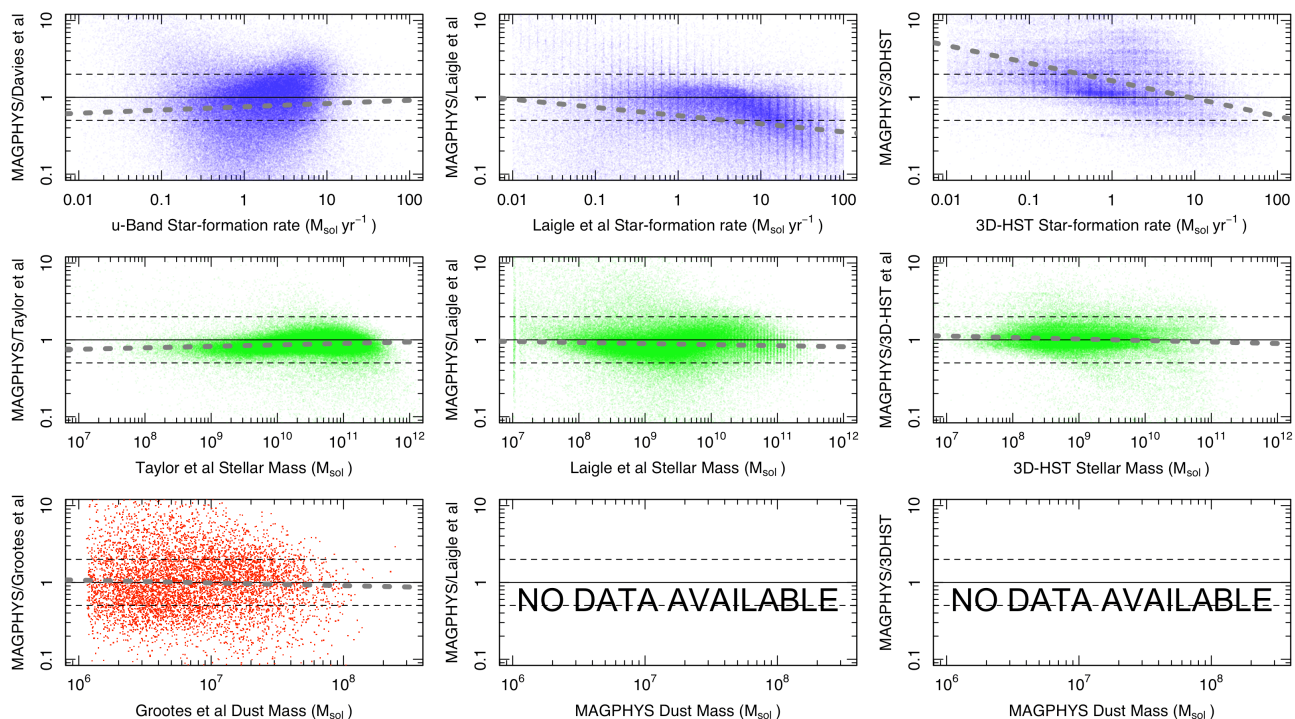 MAGPHYS/Davies et al
10
1
0.1
0.01 0.1 1 10 100
u-Band Star-formation rate (Msol yr−1 )
MAGPHYS/Laigle et al
10
1
0.1
0.01 0.1 1 10 100
Laigle et al Star-formation rate (Msol yr−1 )
MAGPHYS/3DHST
10
1
0.1
0.01 0.1 1 10 100
3D-HST Star-formation rate (Msol yr−1 )
MAGPHYS/Taylor et al
10
1
0.1
10^7 10^8 10^9 10^10 10^11 10^12
Taylor et al Stellar Mass (Msol )
MAGPHYS/Laigle et al
10
1
0.1
10^7 10^8 10^9 10^10 10^11 10^12
Laigle et al Stellar Mass (Msol )
MAGPHYS/3D-HST et al
10
1
0.1
10^7 10^8 10^9 10^10 10^11 10^12
3D-HST Stellar Mass (Msol )
MAGPHYS/Grootes et al
10
1
0.1
10^6 10^7 10^8
Grootes et al Dust Mass (Msol )
MAGPHYS/Laigle et al
10
1
0.1
NO DATA AVAILABLE
10^6 10^7 10^8
MAGPHYS Dust Mass (Msol )
MAGPHYS/3DHST
10
1
0.1
NO DATA AVAILABLE
10^6 10^7 10^8
MAGPHYS Dust Mass (Msol )